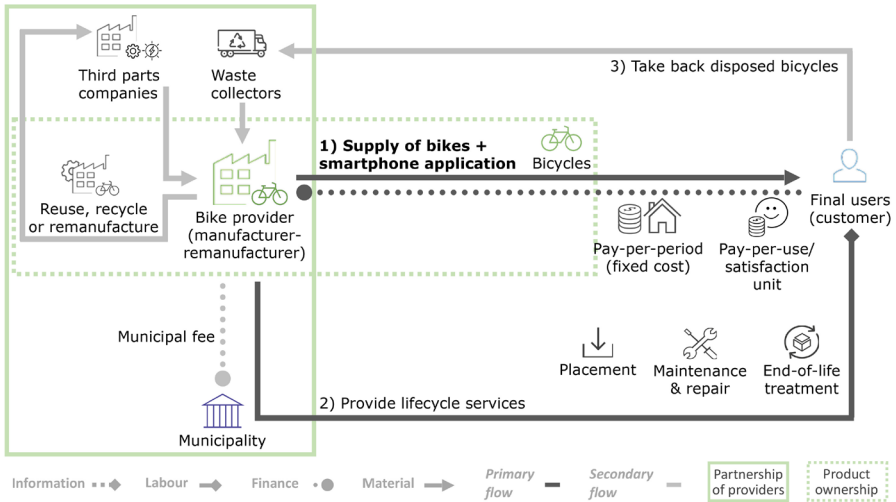 3) Take back disposed bicycles
Third parts
companies
Waste
collectors
1) Supply of bikes +
smartphone application
Bicycles
Reuse, recycle
or remanufacture
Bike provider
(manufacturer-
remanufacturer)
Final users
(customer)
Pay-per-period
(fixed cost)
Pay-per-use/
satisfaction
unit
Municipal fee
Placement
Maintenance
& repair
End-of-life
treatment
2) Provide lifecycle services
Municipality
Information
Labour
Finance
Material
Primary
flow
Secondary
flow
Partnership
of providers
Product
ownership